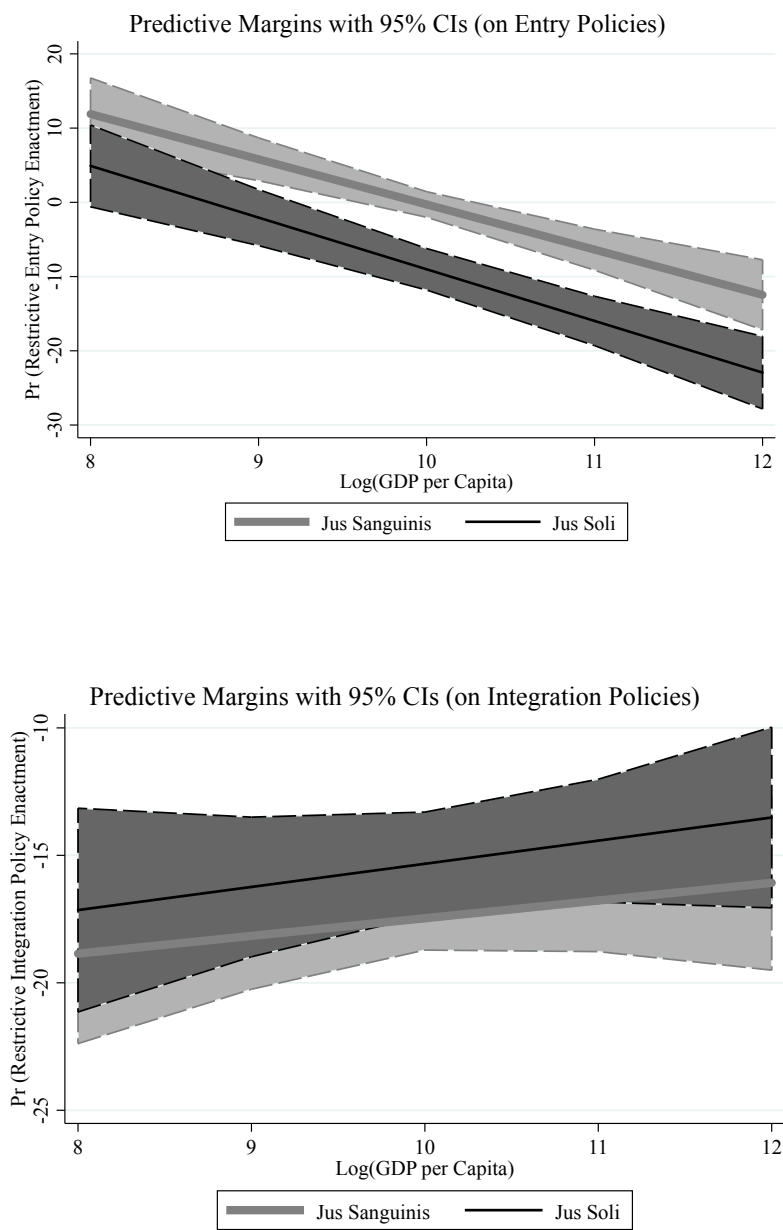 Predictive Margins with 95% CIs (on Entry Policies)
Pr (Restrictive Entry Policy Enactment)
20
10
0
-10
-20
-30
8 9 10 11 12
Log(GDP per Capita)
Jus Sanguinis Jus Soli
Predictive Margins with 95% CIs (on Integration Policies)
Pr (Restrictive Integration Policy Enactment)
-10
-15
-20
-25
8 9 10 11 12
Log(GDP per Capita)
Jus Sanguinis Jus Soli